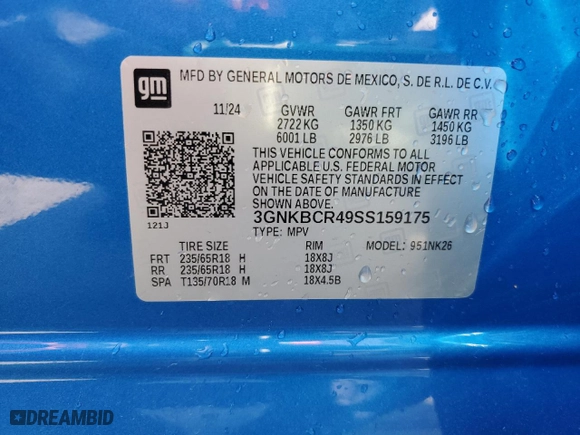 gm
MFD BY GENERAL MOTORS DE MEXICO, S. DE R.L. DE C.V.
11/24 GVWR GAWR FRT GAWR RR
2722 KG 1350 KG 1450 KG
6001 LB 2976 LB 3196 LB
THIS VEHICLE CONFORMS TO ALL
APPLICABLE U.S. FEDERAL MOTOR
VEHICLE SAFETY STANDARDS IN EFFECT
ON THE DATE OF MANUFACTURE
SHOWN ABOVE.
3GNKBCR49SS159175
121J
TYPE: MPV
TIRE SIZE RIM MODEL: 951NK26
FRT 235/65R18 H 18X8J
RR 235/65R18 H 18X8J
SPA T135/70R18 M 18X4.5B
DREAMBID